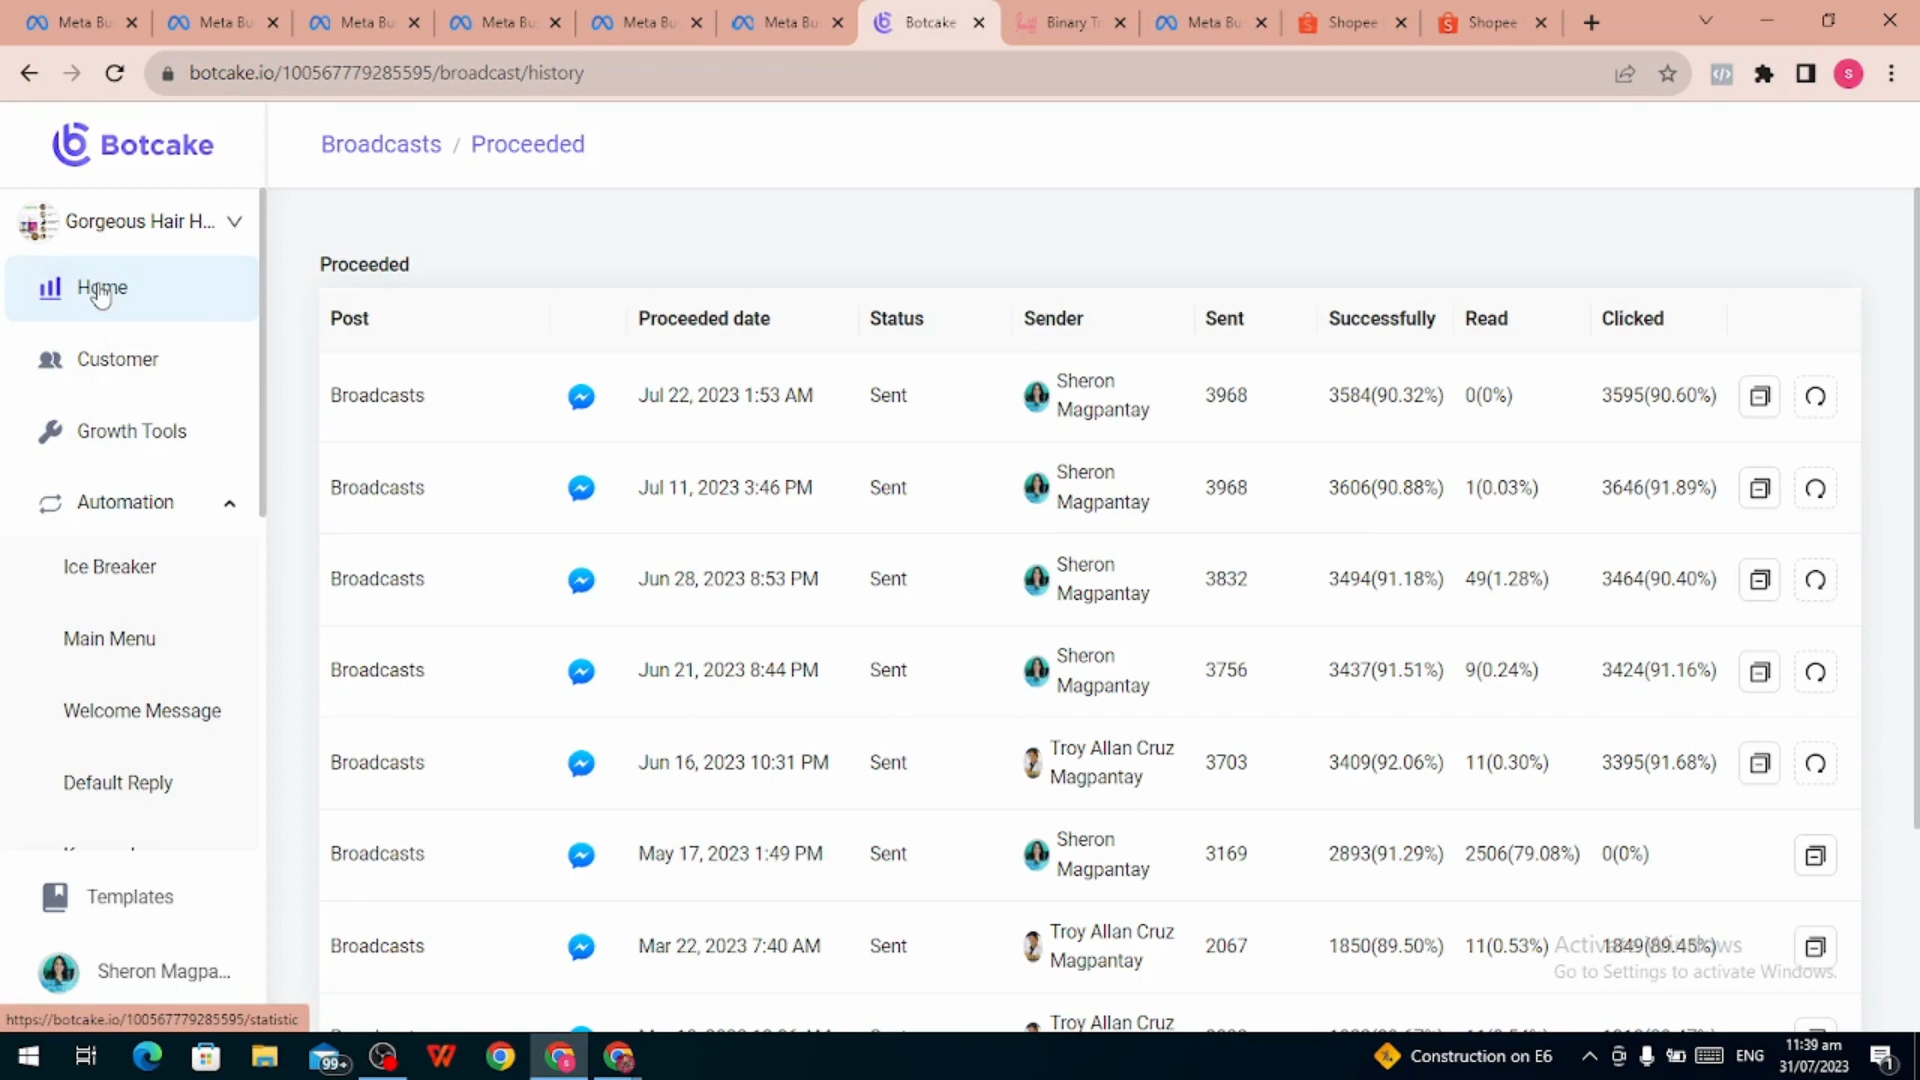 Meta Bu
Meta Bu
Meta Bu
Meta Bu
Meta Bu
Meta Bu
Botcake
Binary Tr
Meta Bu
Shopee
Shopee
botcake.io/100567779285595/broadcast/history
S
Botcake
Broadcasts / Proceeded
Gorgeous Hair H...
Home
Customer
Growth Tools
Automation
Ice Breaker
Main Menu
Welcome Message
Default Reply
Templates
Sheron Magpa...
https://botcake.io/100567779285595/statistic
Proceeded
Post Proceeded date Status Sender Sent Successfully Read Clicked
Broadcasts Jul 22, 2023 1:53 AM Sent Sheron Magpantay 3968 3584(90.32%) 0(0%) 3595(90.60%)
Broadcasts Jul 11, 2023 3:46 PM Sent Sheron Magpantay 3968 3606(90.88%) 1(0.03%) 3646(91.89%)
Broadcasts Jun 28, 2023 8:53 PM Sent Sheron Magpantay 3832 3494(91.18%) 49(1.28%) 3464(90.40%)
Broadcasts Jun 21, 2023 8:44 PM Sent Sheron Magpantay 3756 3437(91.51%) 9(0.24%) 3424(91.16%)
Broadcasts Jun 16, 2023 10:31 PM Sent Troy Allan Cruz Magpantay 3703 3409(92.06%) 11(0.30%) 3395(91.68%)
Broadcasts May 17, 2023 1:49 PM Sent Sheron Magpantay 3169 2893(91.29%) 2506(79.08%) 0(0%)
Broadcasts Mar 22, 2023 7:40 AM Sent Troy Allan Cruz Magpantay 2067 1850(89.50%) 11(0.53%) 1849(89.45%)
Troy Allan Cruz
Activate Windows
Go to Settings to activate Windows.
99+
Construction on E6
ENG
11:39 am
31/07/2023
1